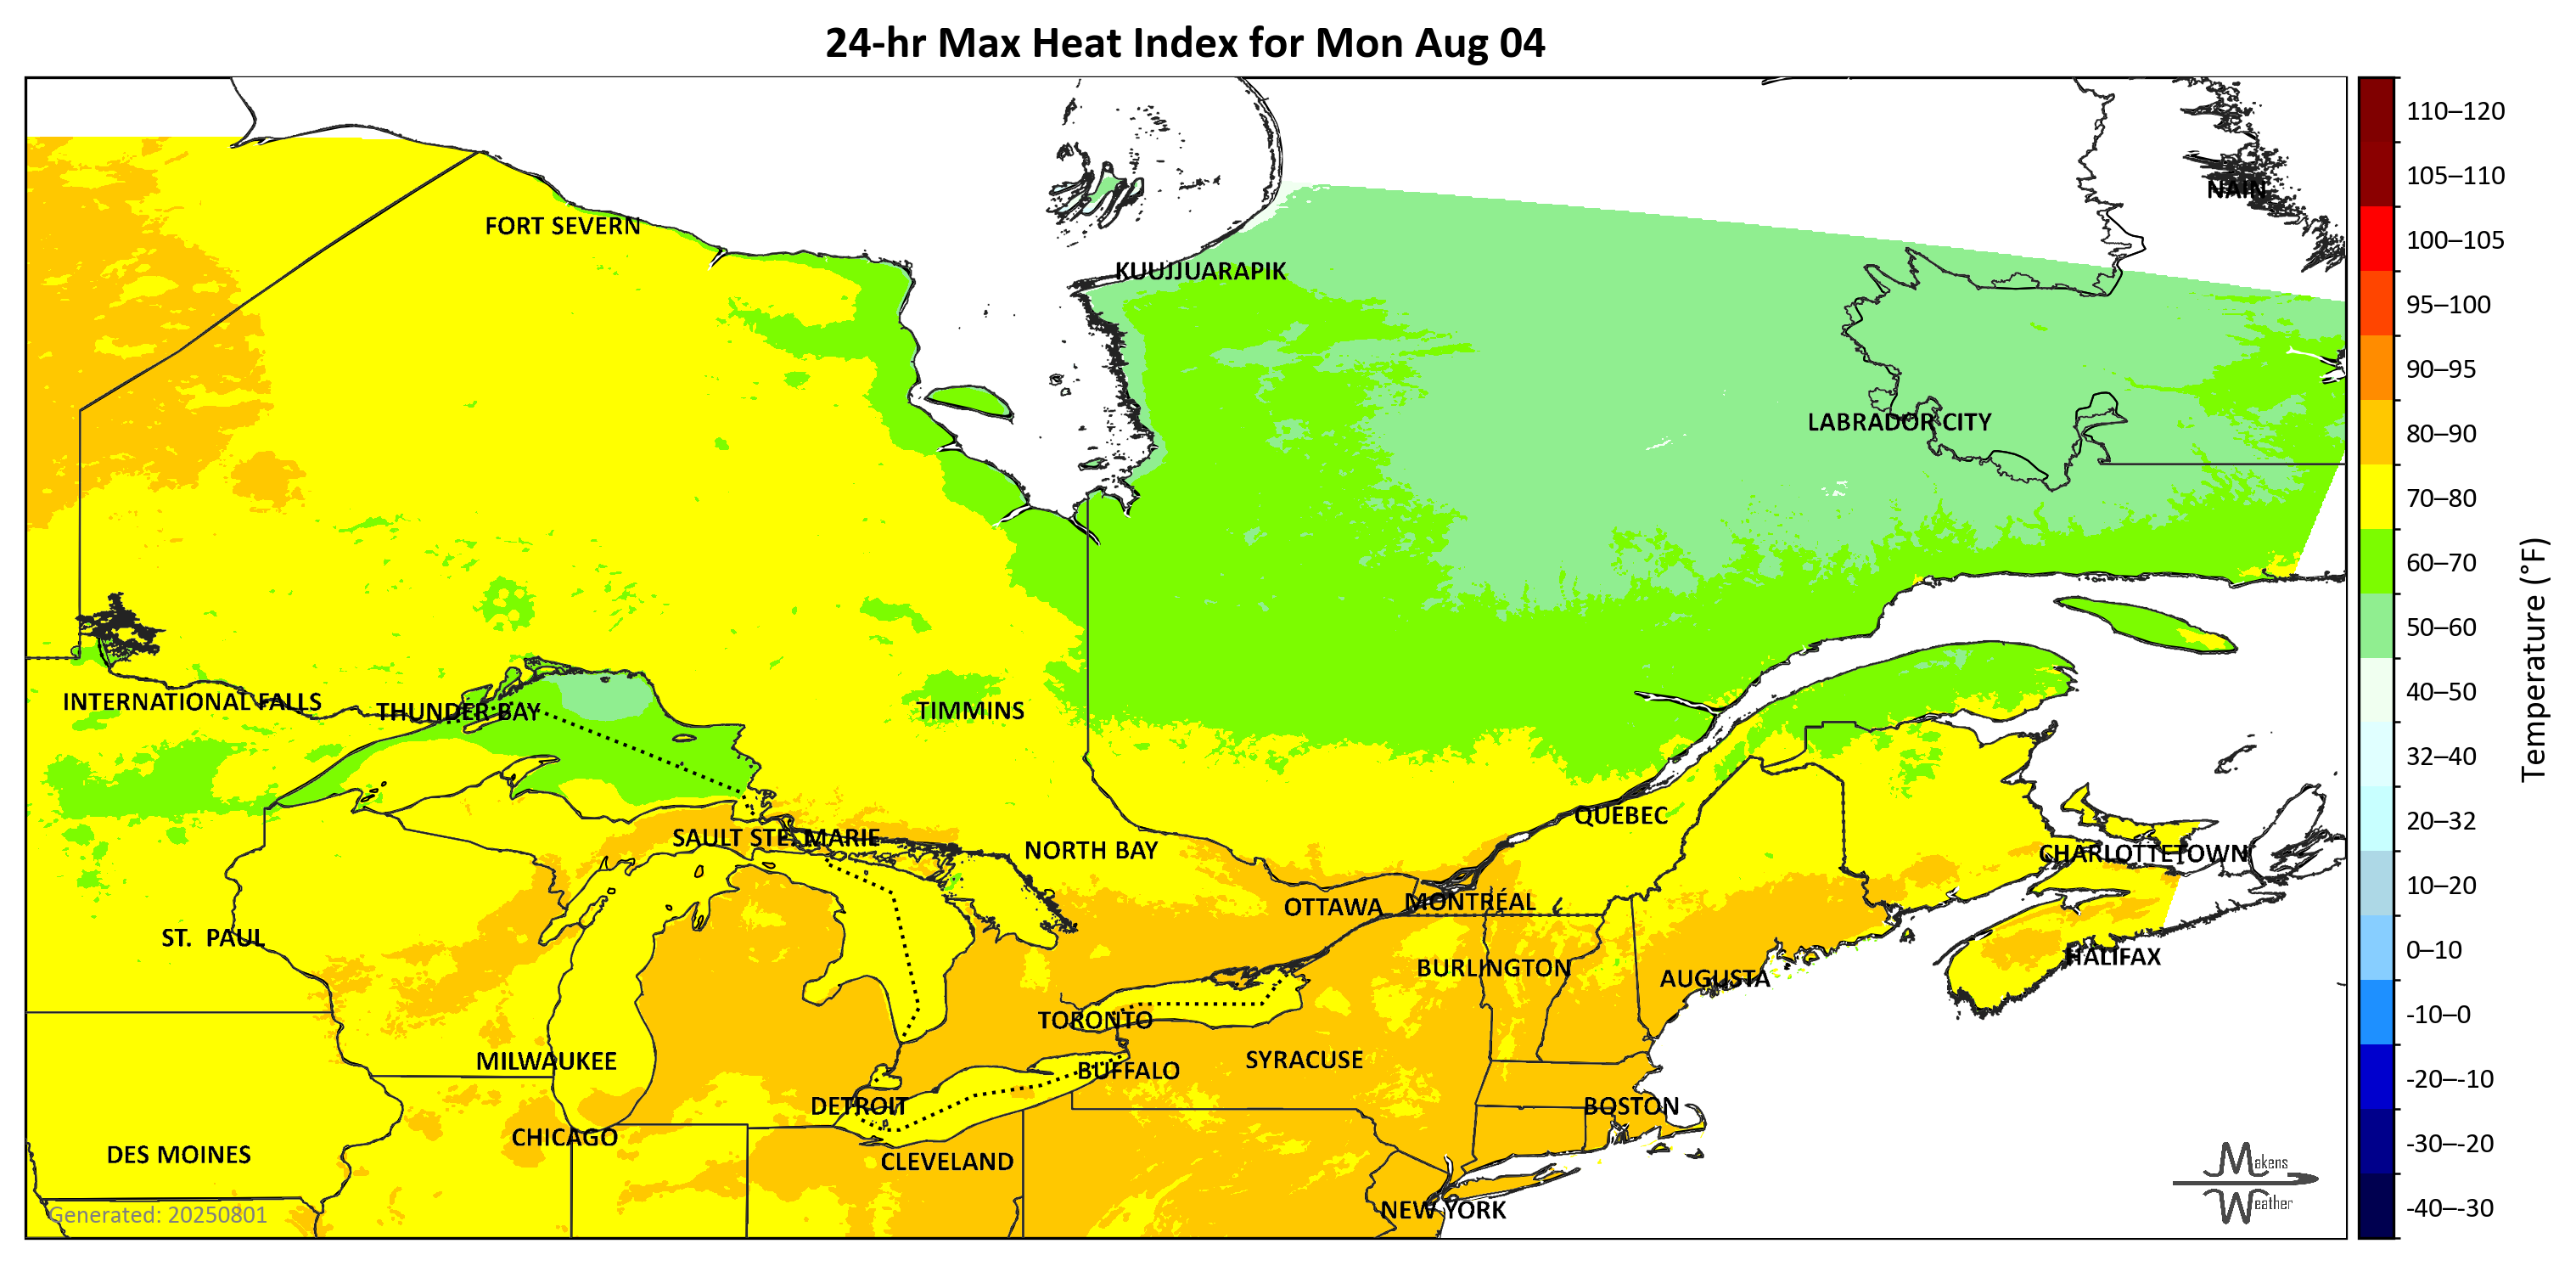 24-hr Max Heat Index for Mon Aug 04
110–120
105–110
NAIN
FORT SEVERN
100–105
KUUJJUARAPIK
95–100
90–95
LABRADOR CITY
80–90
70–80
60–70
50–60
Temperature (°F)
40–50
INTERNATIONAL FALLS
THUNDER BAY
TIMMINS
32–40
QUÉBEC
20–32
SAULT STE. MARIE
NORTH BAY
CHARLOTTETOWN
10–20
OTTAWA
MONTRÉAL
ST. PAUL
0–10
HALIFAX
BURLINGTON
AUGUSTA
-10–0
TORONTO
MILWAUKEE
SYRACUSE
BUFFALO
-20–-10
DETROIT
BOSTON
CHICAGO
-30–-20
DES MOINES
CLEVELAND
Makens
Weather
NEW YORK
-40–-30
Generated: 20250801